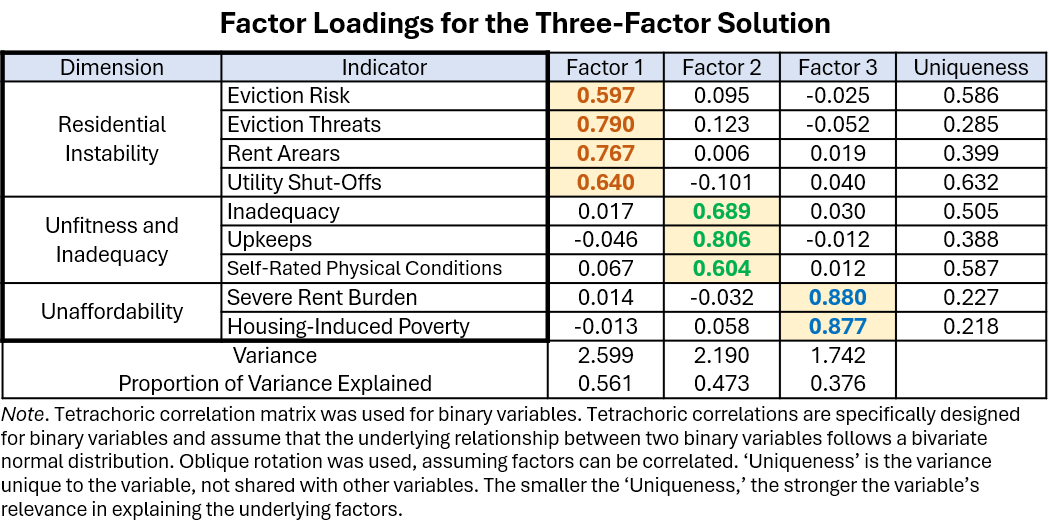 Factor Loadings for the Three-Factor Solution
Dimension Indicator Factor 1 Factor 2 Factor 3 Uniqueness
Residential Instability Eviction Risk 0.597 0.095 -0.025 0.586
Eviction Threats 0.790 0.123 -0.052 0.285
Rent Arears 0.767 0.006 0.019 0.399
Utility Shut-Offs 0.640 -0.101 0.040 0.632
Unfitness and Inadequacy Inadequacy 0.017 0.689 0.030 0.505
Upkeeps -0.046 0.806 -0.012 0.388
Self-Rated Physical Conditions 0.067 0.604 0.012 0.587
Unaffordability Severe Rent Burden 0.014 -0.032 0.880 0.227
Housing-Induced Poverty -0.013 0.058 0.877 0.218
Variance 2.599 2.190 1.742
Proportion of Variance Explained 0.561 0.473 0.376
Note. Tetrachoric correlation matrix was used for binary variables. Tetrachoric correlations are specifically designed
for binary variables and assume that the underlying relationship between two binary variables follows a bivariate
normal distribution. Oblique rotation was used, assuming factors can be correlated. ‘Uniqueness’ is the variance
unique to the variable, not shared with other variables. The smaller the ‘Uniqueness,’ the stronger the variable’s
relevance in explaining the underlying factors.